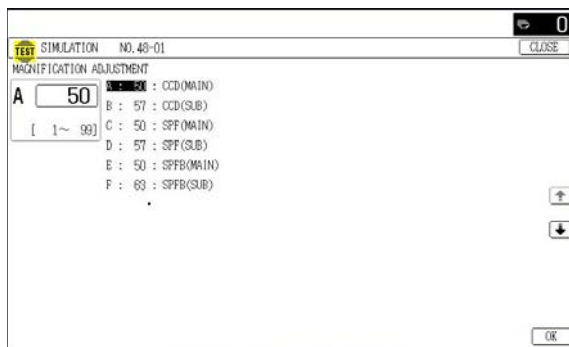 0
TEST SIMULATION NO. 48-01 CLOSE
MAGNIFICATION ADJUSTMENT
A 50
[ 1~ 99]
A : 50 : CCD(MAIN)
B : 57 : CCD(SUB)
C : 50 : SPF(MAIN)
D : 57 : SPF(SUB)
E : 50 : SPFB(MAIN)
F : 63 : SPFB(SUB)
OK